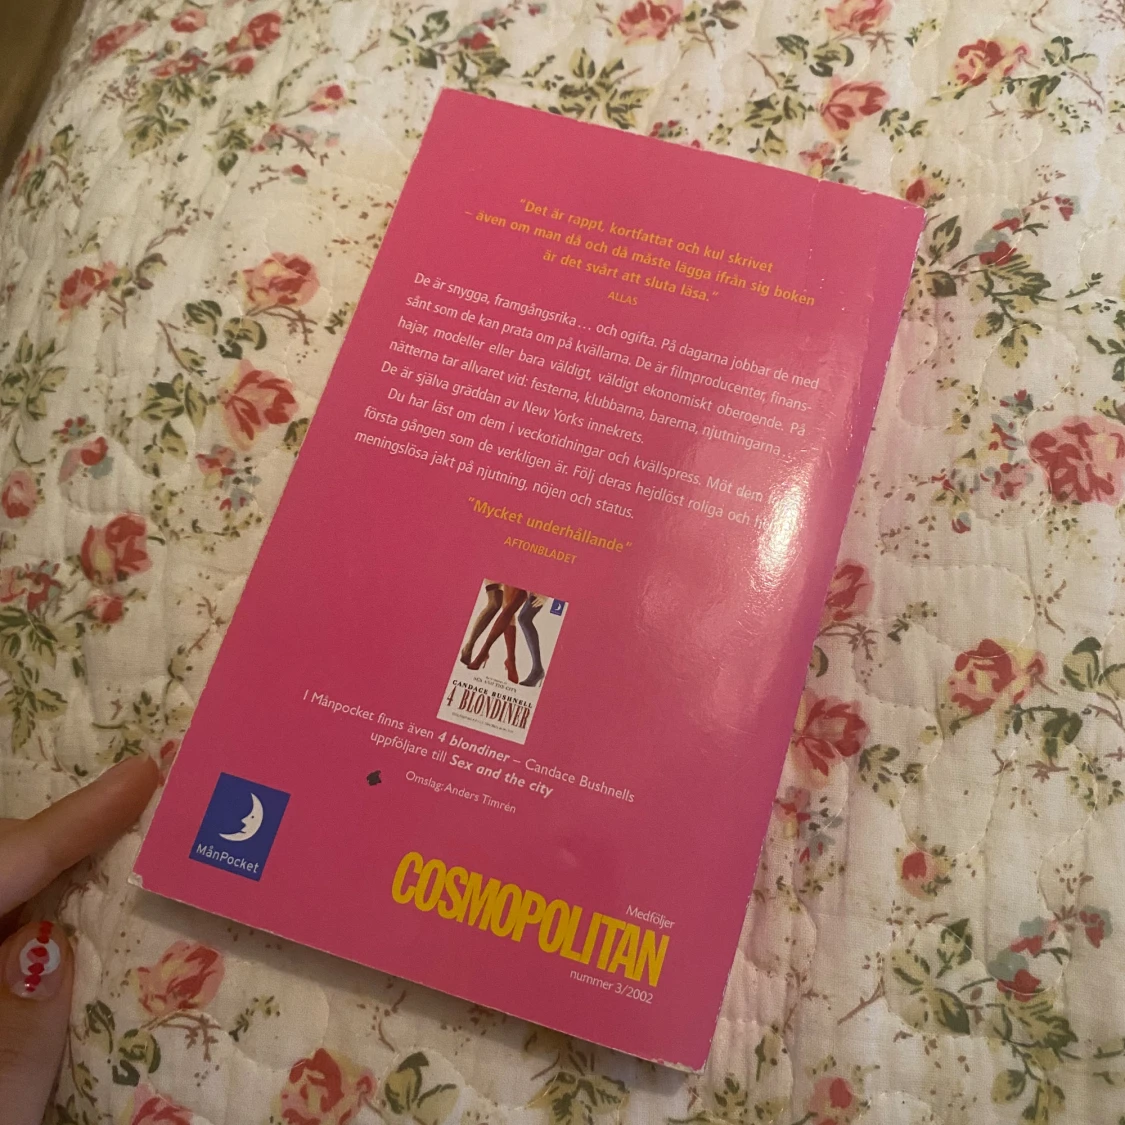 "Det är rappt, kortfattat och kul skrivet
– även om man då och då måste lägga ifrån sig boken
är det svårt att sluta läsa."
ALLAS
De är snygga, framgångsrika… och ogifta. På dagarna jobbar de med
sånt som de kan prata om på kvällarna. De är filmproducenter, finans-
hajar, modeller eller bara väldigt, väldigt ekonomiskt oberoende. På
nätterna tar allvaret vid: festerna, klubbarna, barerna, njutningarna…
De är själva gräddan av New Yorks innekrets.
Du har läst om dem i veckotidningar och kvällspress. Möt dem
första gången som de verkligen är. Följ deras hejdlöst roliga och
meningslösa jakt på njutning, nöjen och status.
"Mycket underhållande"
AFTONBLADET
SEX AND THE CITY
CANDACE BUSHNELL
4 BLONDINER
I Månpocket finns även 4 blondiner – Candace Bushnells
uppföljare till Sex and the city
Omslag: Anders Timrén
MånPocket
Medföljer
COSMOPOLITAN
nummer 3/2002